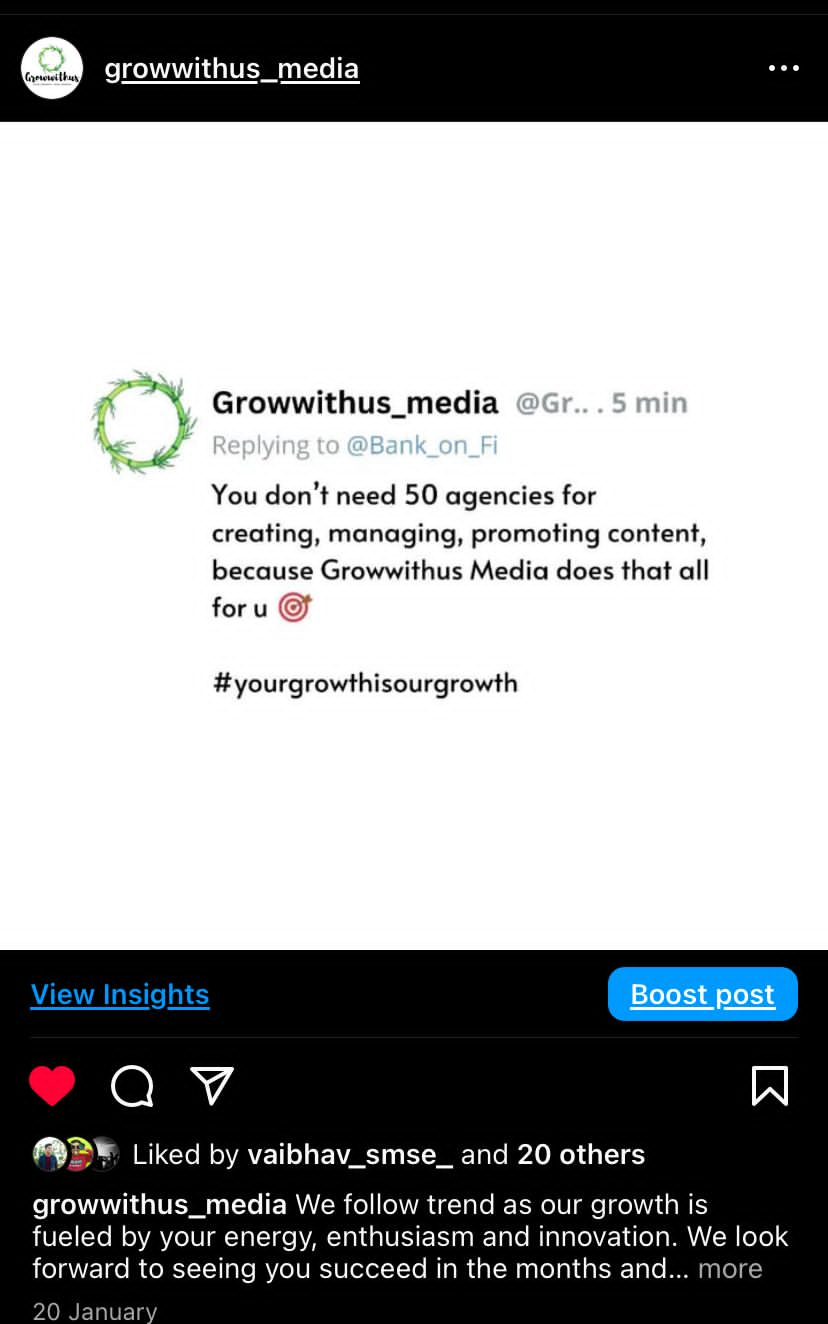 Growwithus
growwithus_media
Growwithus_media @Gr.. . 5 min
Replying to @Bank_on_Fi
You don’t need 50 agencies for
creating, managing, promoting content,
because Growwithus Media does that all
for u 🎯
#yourgrowthisourgrowth
View Insights
Boost post
Liked by vaibhav_smse_ and 20 others
growwithus_media We follow trend as our growth is
fueled by your energy, enthusiasm and innovation. We look
forward to seeing you succeed in the months and... more
20 January